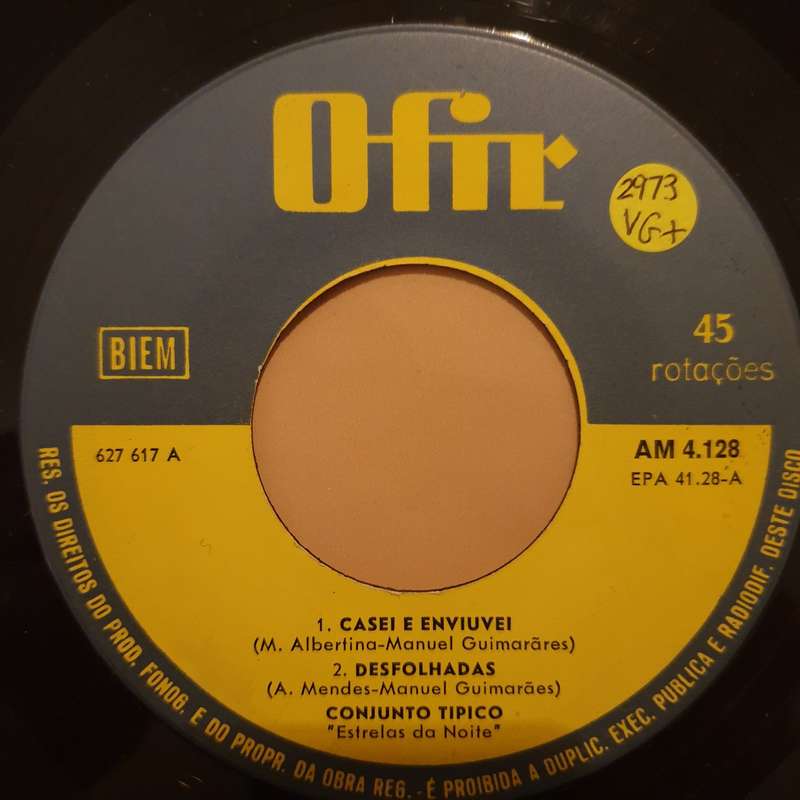 Ofir
2973
VG+
45
rotações
BIEM
627 617 A
AM 4.128
EPA 41.28-A
1. CASEI E ENVIUVEI
(M. Albertina-Manuel Guimarãres)
2. DESFOLHADAS
(A. Mendes-Manuel Guimarães)
CONJUNTO TIPICO
"Estrelas da Noite"
RES. OS DIREITOS DO PROD. FONOG. E DO PROPR. DA OBRA REG. - É PROIBIDA A DUPLIC. EXEC. PUBLICA E RADIODIF. DESTE DISCO